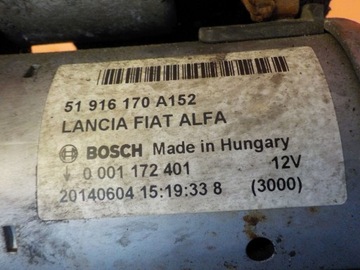 51 916 170 A152
LANCIA FIAT ALFA
BOSCH Made in Hungary
0 001 172 401 12V
20140604 15:19:33 8 (3000)